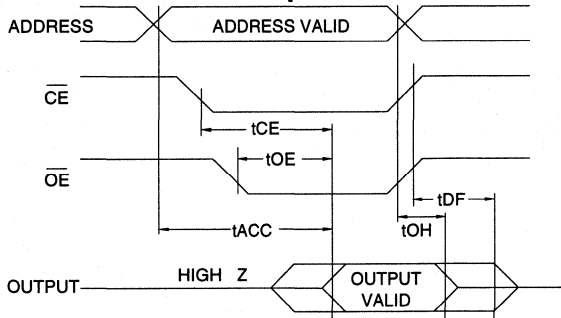 ADDRESS
ADDRESS VALID
CE
tCE
tOE
OE
tDF
tACC
tOH
HIGH Z
OUTPUT
OUTPUT
VALID